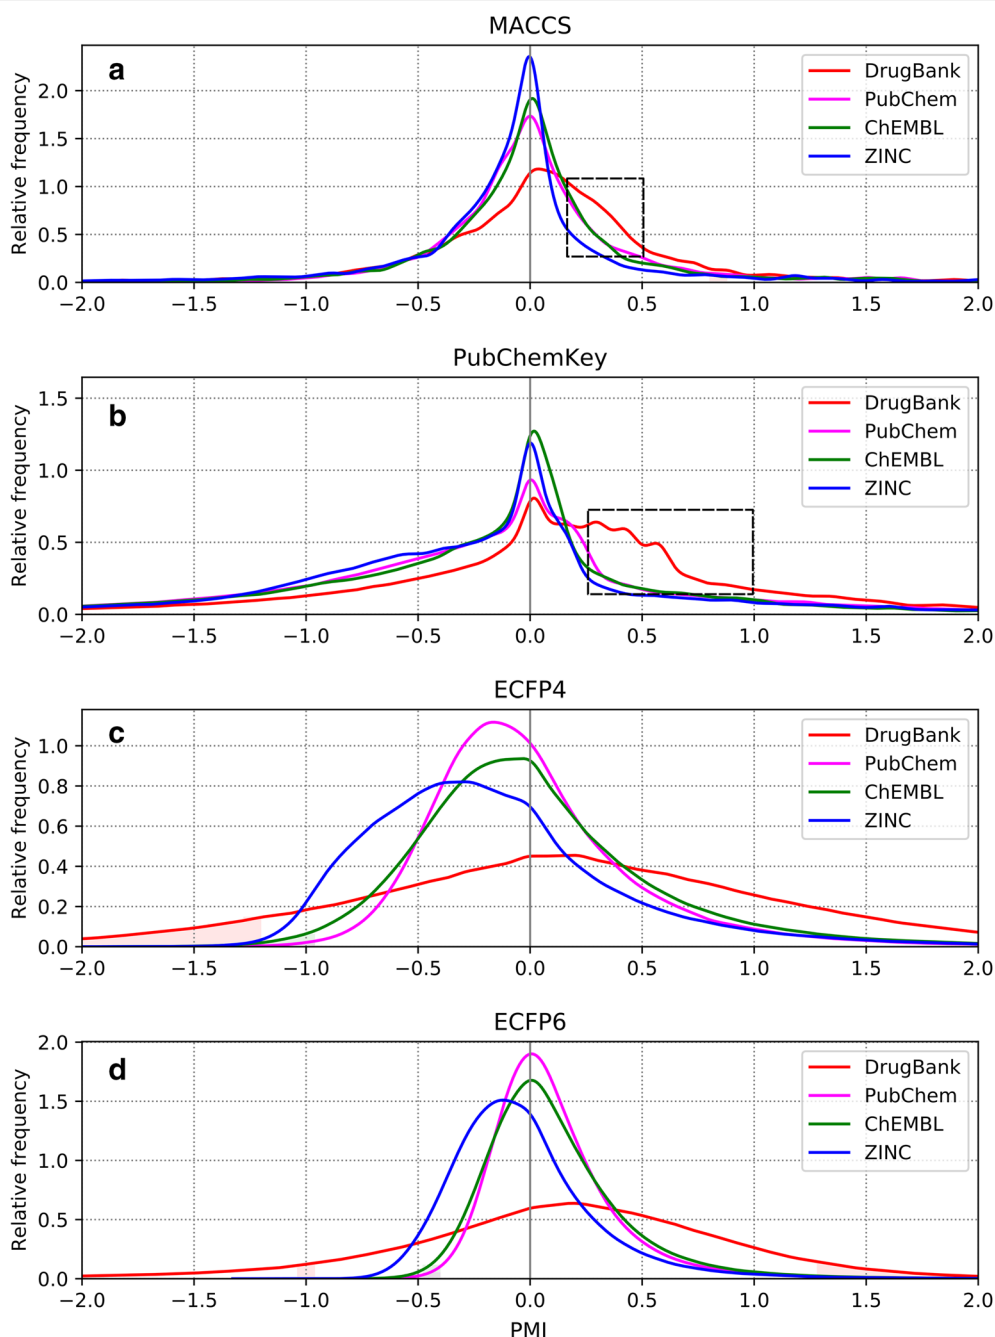 MACCS
a
Relative frequency
2.0
1.5
1.0
0.5
0.0
DrugBank
PubChem
ChEMBL
ZINC
−2.0 −1.5 −1.0 −0.5 0.0 0.5 1.0 1.5 2.0
PubChemKey
b
Relative frequency
1.5
1.0
0.5
0.0
DrugBank
PubChem
ChEMBL
ZINC
−2.0 −1.5 −1.0 −0.5 0.0 0.5 1.0 1.5 2.0
ECFP4
c
Relative frequency
1.0
0.8
0.6
0.4
0.2
0.0
DrugBank
PubChem
ChEMBL
ZINC
−2.0 −1.5 −1.0 −0.5 0.0 0.5 1.0 1.5 2.0
ECFP6
d
Relative frequency
2.0
1.5
1.0
0.5
0.0
DrugBank
PubChem
ChEMBL
ZINC
−2.0 −1.5 −1.0 −0.5 0.0 0.5 1.0 1.5 2.0
PMI